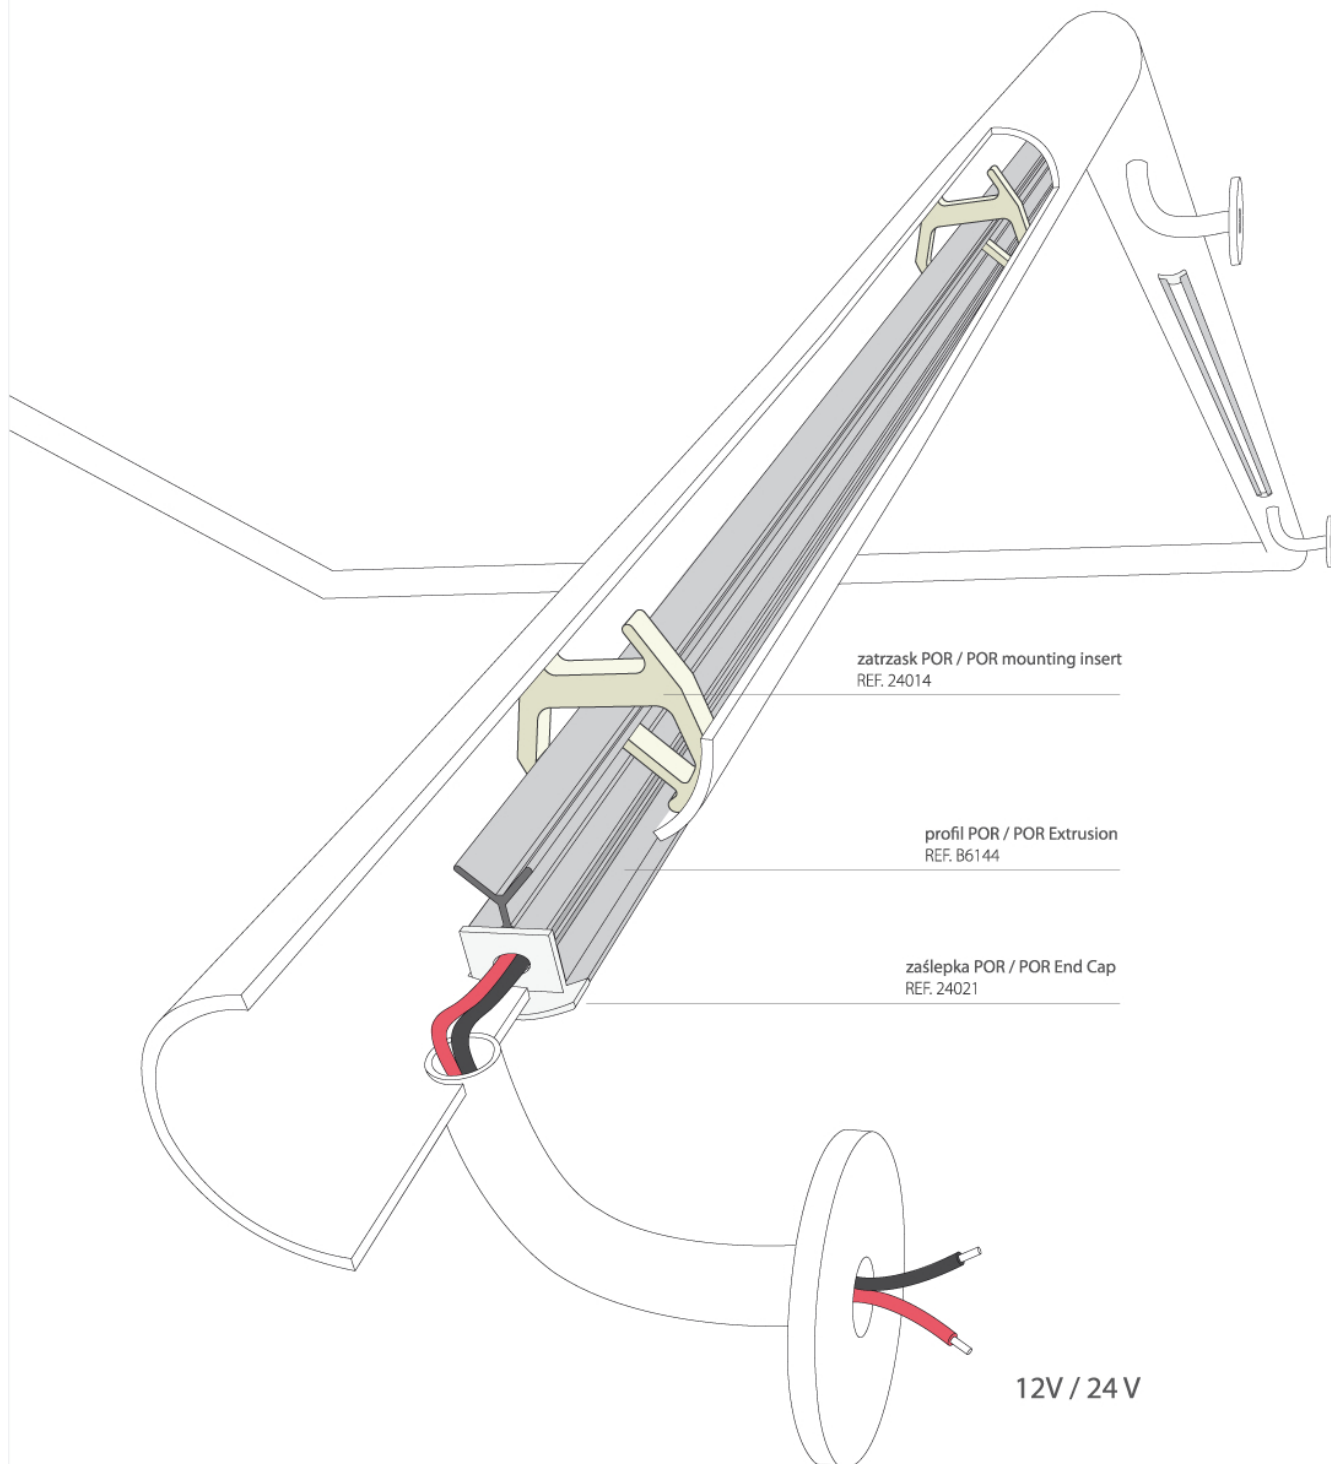 zatrzask POR / POR mounting insert
REF. 24014
profil POR / POR Extrusion
REF. B6144
zaślepka POR / POR End Cap
REF. 24021
12V / 24 V